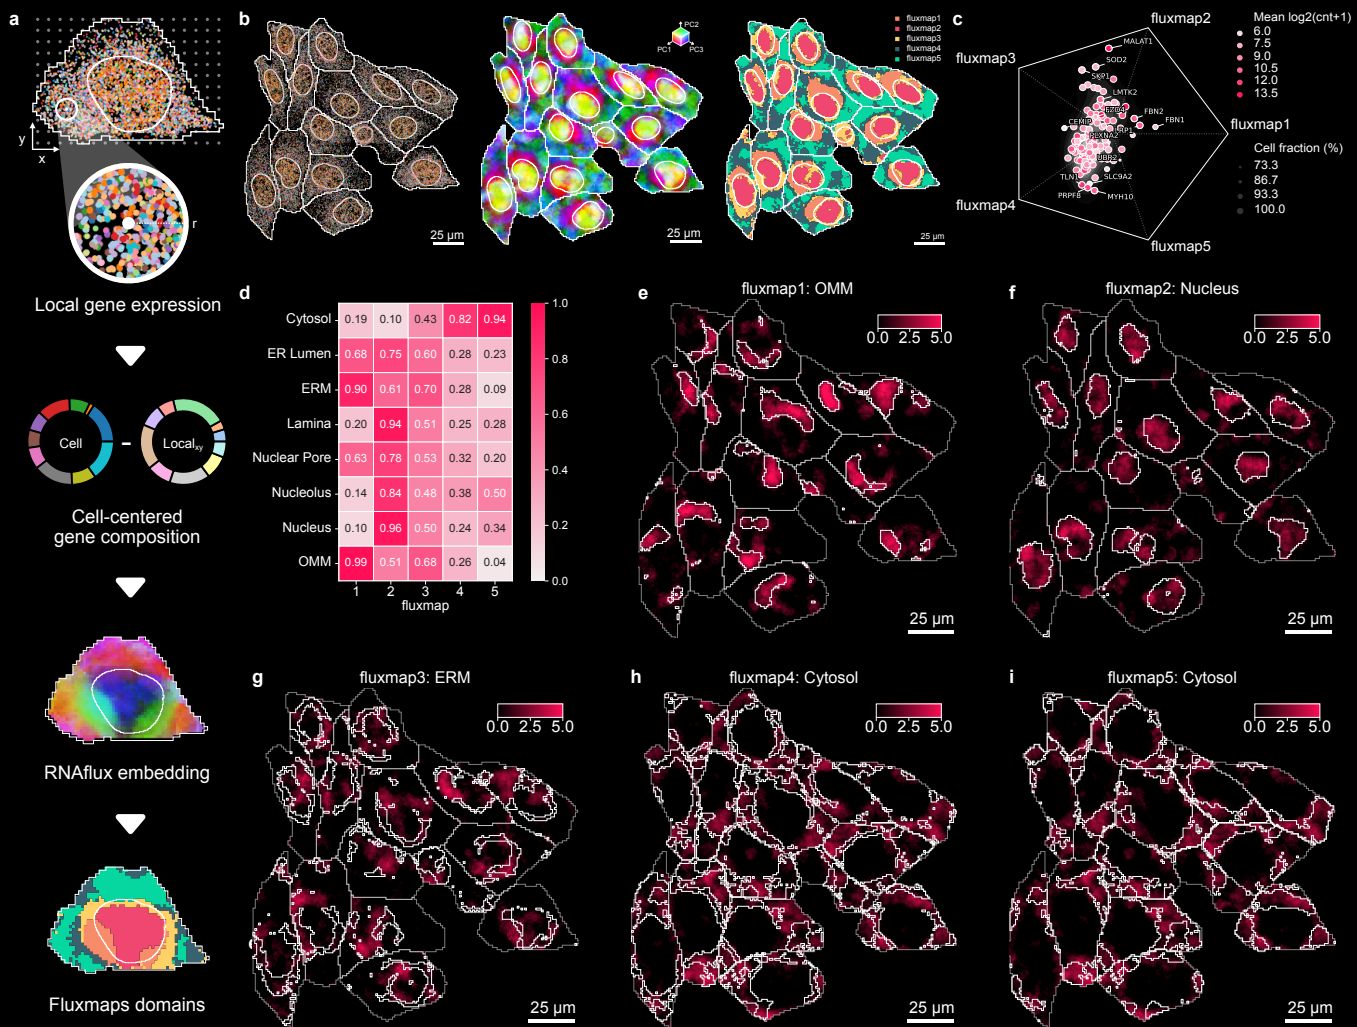 a
y
x
r
Local gene expression
Cell
-
Localxy
Cell-centered
gene composition
RNAflux embedding
Fluxmaps domains
b
25 µm
PC2
PC1
PC3
25 µm
fluxmap1
fluxmap2
fluxmap3
fluxmap4
fluxmap5
25 µm
c
fluxmap2
fluxmap3
fluxmap1
fluxmap4
fluxmap5
MALAT1
SOD2
SKP1
LMTK2
FZD4
FBN2
FBN1
CEMIP
LRP1
PLXNA2
UBR2
TLN1
SLC9A2
PRPF8
MYH10
Mean log2(cnt+1)
6.0
7.5
9.0
10.5
12.0
13.5
Cell fraction (%)
73.3
86.7
93.3
100.0
d
Cytosol 0.19 0.10 0.43 0.82 0.94
ER Lumen 0.68 0.75 0.60 0.28 0.23
ERM 0.90 0.61 0.70 0.28 0.09
Lamina 0.20 0.94 0.51 0.25 0.28
Nuclear Pore 0.63 0.78 0.53 0.32 0.20
Nucleolus 0.14 0.84 0.48 0.38 0.50
Nucleus 0.10 0.96 0.50 0.24 0.34
OMM 0.99 0.51 0.68 0.26 0.04
1 2 3 4 5
fluxmap
1.0
0.8
0.6
0.4
0.2
0.0
e
fluxmap1: OMM
0.0 2.5 5.0
25 µm
f
fluxmap2: Nucleus
0.0 2.5 5.0
25 µm
g
fluxmap3: ERM
0.0 2.5 5.0
25 µm
h
fluxmap4: Cytosol
0.0 2.5 5.0
25 µm
i
fluxmap5: Cytosol
0.0 2.5 5.0
25 µm